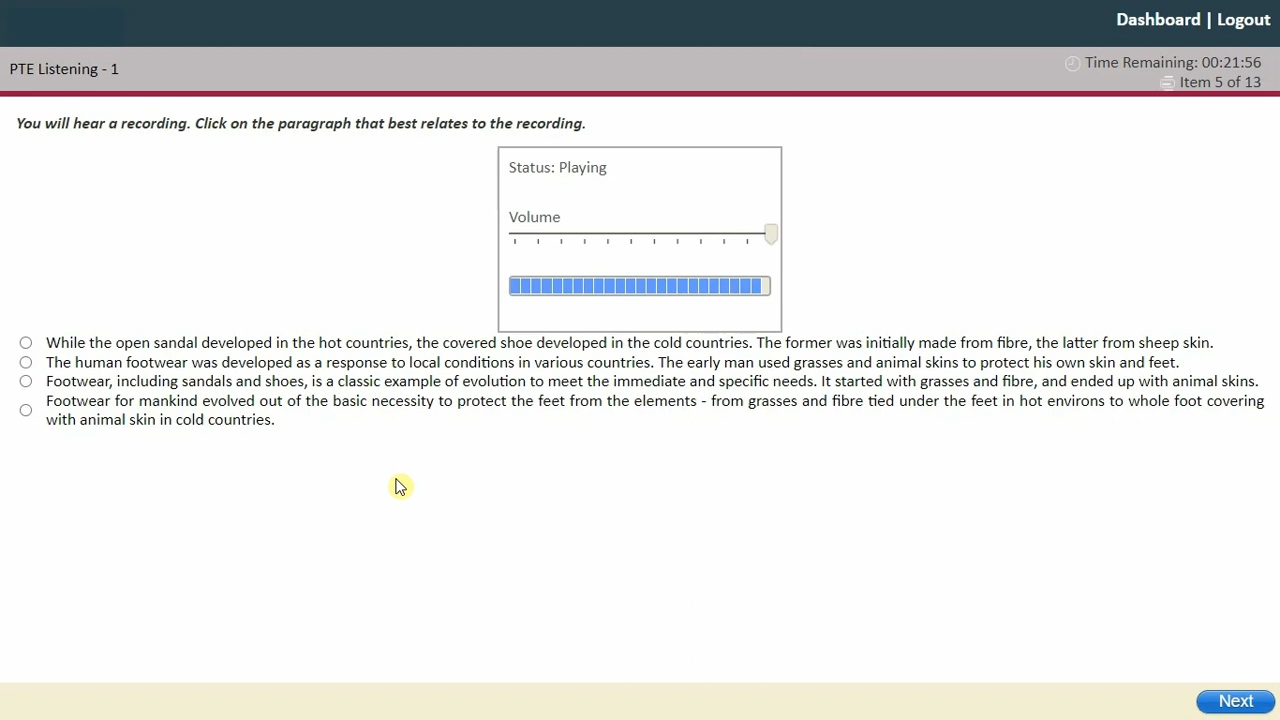 Dashboard | Logout
PTE Listening - 1
Time Remaining: 00:21:56
Item 5 of 13
You will hear a recording. Click on the paragraph that best relates to the recording.
Status: Playing
Volume
While the open sandal developed in the hot countries, the covered shoe developed in the cold countries. The former was initially made from fibre, the latter from sheep skin.
The human footwear was developed as a response to local conditions in various countries. The early man used grasses and animal skins to protect his own skin and feet.
Footwear, including sandals and shoes, is a classic example of evolution to meet the immediate and specific needs. It started with grasses and fibre, and ended up with animal skins.
Footwear for mankind evolved out of the basic necessity to protect the feet from the elements - from grasses and fibre tied under the feet in hot environs to whole foot covering
with animal skin in cold countries.
Next